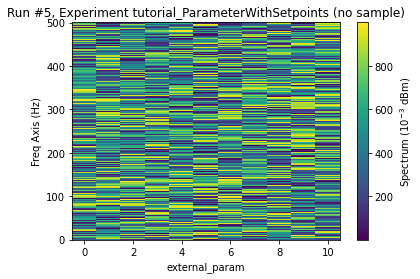 Run #5, Experiment tutorial_ParameterWithSetpoints (no sample)
500
400
300
200
100
0
Freq Axis (Hz)
0 2 4 6 8 10
external_param
800
600
400
200
Spectrum (10⁻³ dBm)